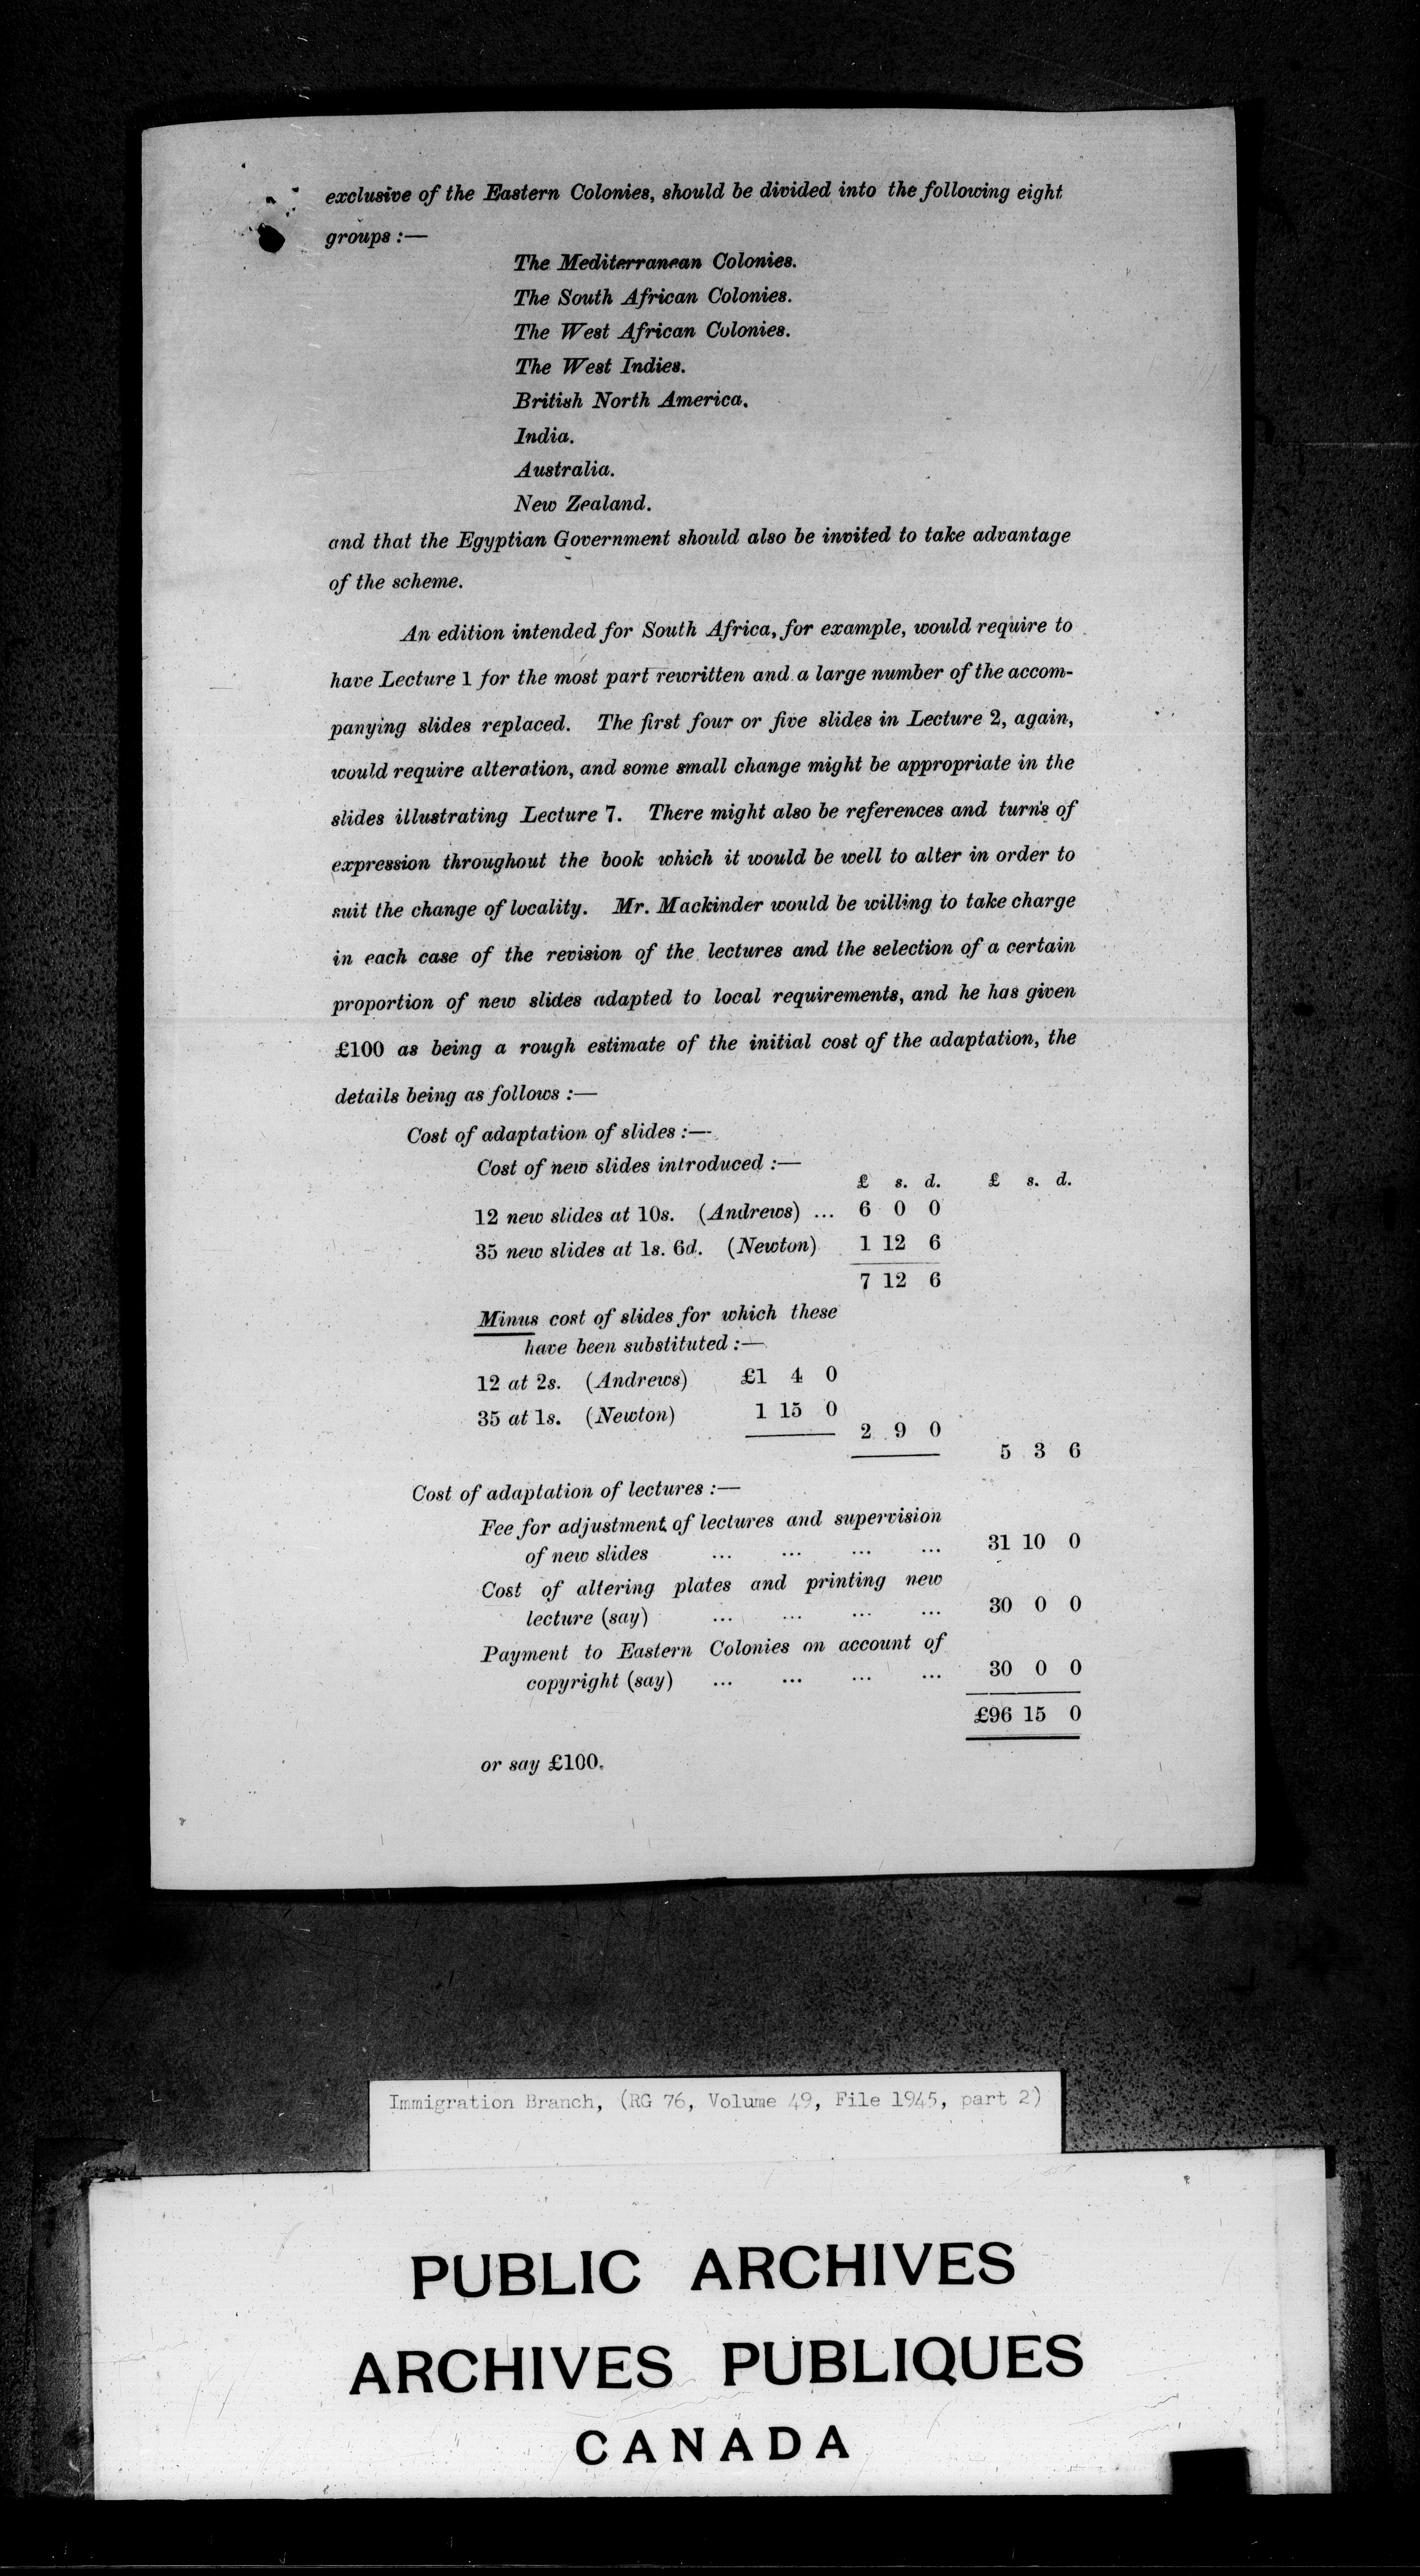 exclusive of the Eastern Colonies, should be divided into the following eight
groups :—
The Mediterranean Colonies.
The South African Colonies.
The West African Colonies.
The West Indies.
British North America.
India.
Australia.
New Zealand.
and that the Egyptian Government should also be invited to take advantage
of the scheme.
An edition intended for South Africa, for example, would require to
have Lecture 1 for the most part rewritten and a large number of the accom-
panying slides replaced. The first four or five slides in Lecture 2, again,
would require alteration, and some small change might be appropriate in the
slides illustrating Lecture 7. There might also be references and turns of
expression throughout the book which it would be well to alter in order to
suit the change of locality. Mr. Mackinder would be willing to take charge
in each case of the revision of the lectures and the selection of a certain
proportion of new slides adapted to local requirements, and he has given
£100 as being a rough estimate of the initial cost of the adaptation, the
details being as follows :—
Cost of adaptation of slides :—
Cost of new slides introduced :—
£ s. d. £ s. d.
12 new slides at 10s. (Andrews) ... 6 0 0
35 new slides at 1s. 6d. (Newton) 1 12 6
7 12 6
Minus cost of slides for which these
have been substituted :—
12 at 2s. (Andrews) £1 4 0
35 at 1s. (Newton) 1 15 0
2 9 0
5 3 6
Cost of adaptation of lectures :—
Fee for adjustment of lectures and supervision
of new slides ... ... ... ... 31 10 0
Cost of altering plates and printing new
lecture (say) ... ... ... ... 30 0 0
Payment to Eastern Colonies on account of
copyright (say) ... ... ... ... 30 0 0
£96 15 0
or say £100.
Immigration Branch, (RG 76, Volume 49, File 1945, part 2)
PUBLIC ARCHIVES
ARCHIVES PUBLIQUES
CANADA